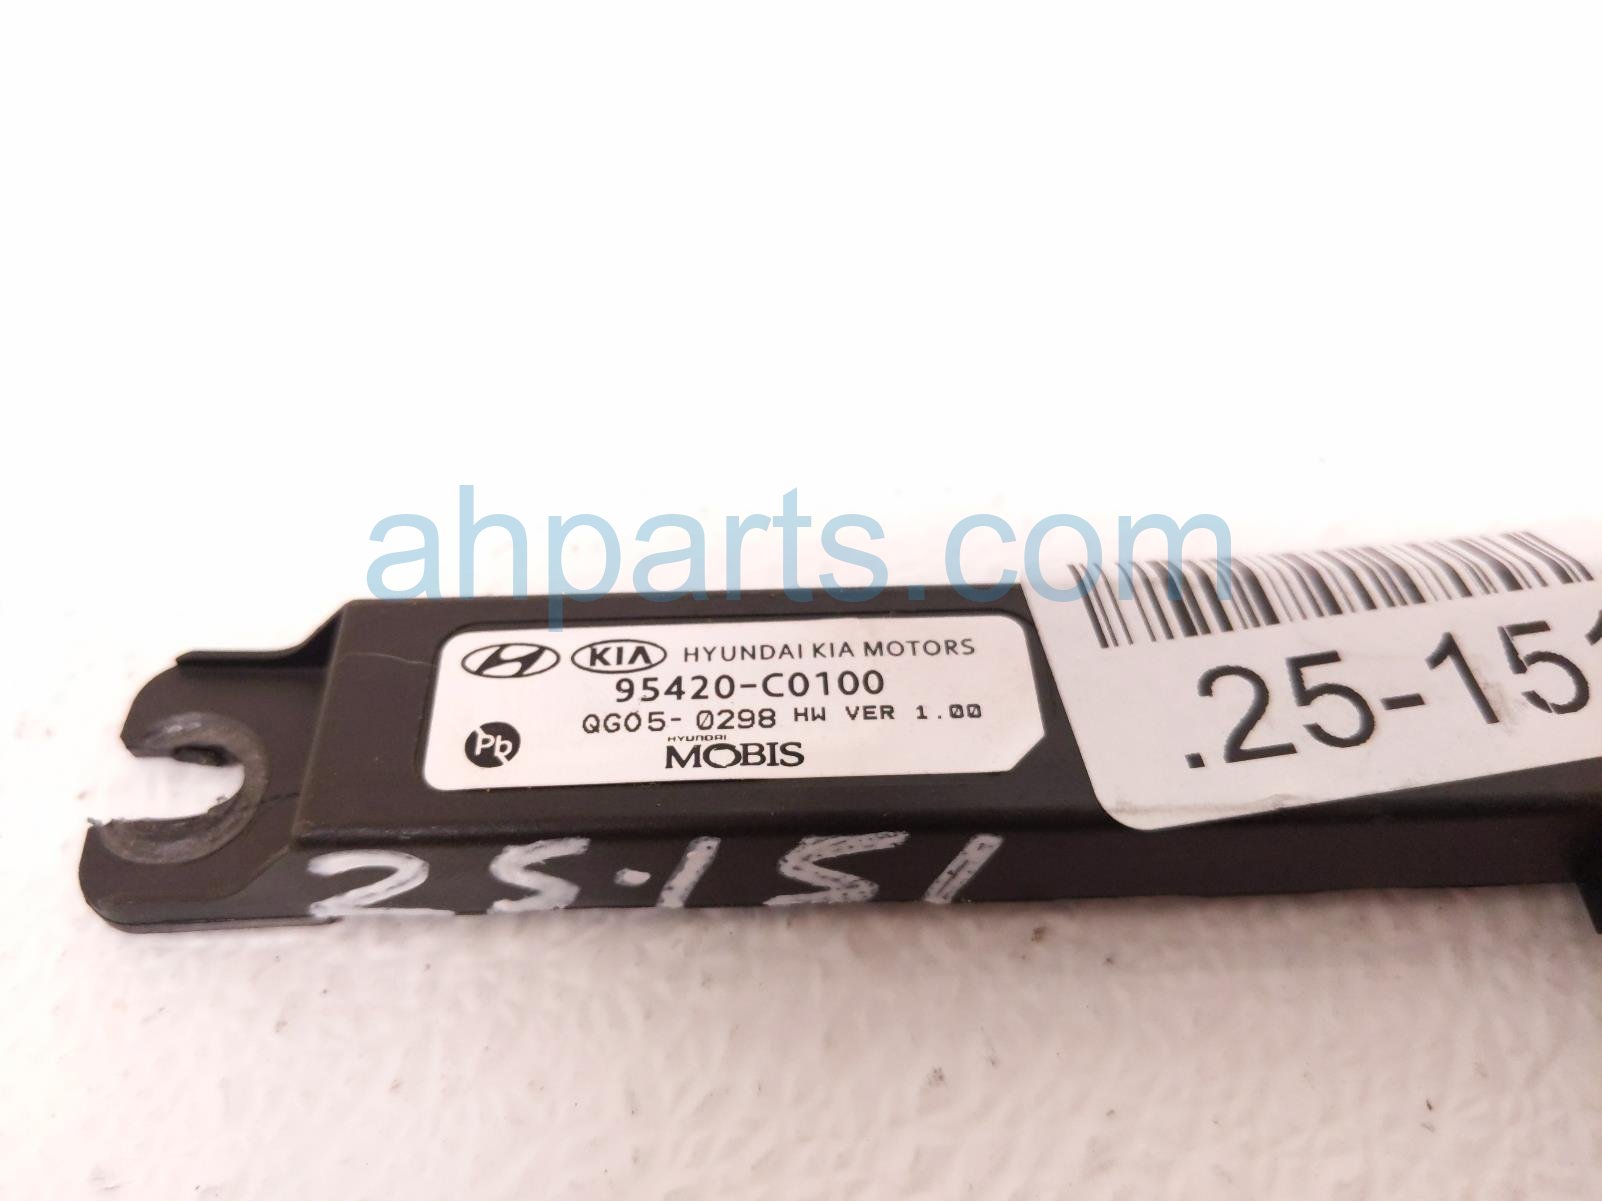 ahparts.com
KIA HYUNDAI KIA MOTORS
95420-C0100
QG05-0298 HW VER 1.00
Pb
HYUNDAI
MOBIS
.25-151
25·151